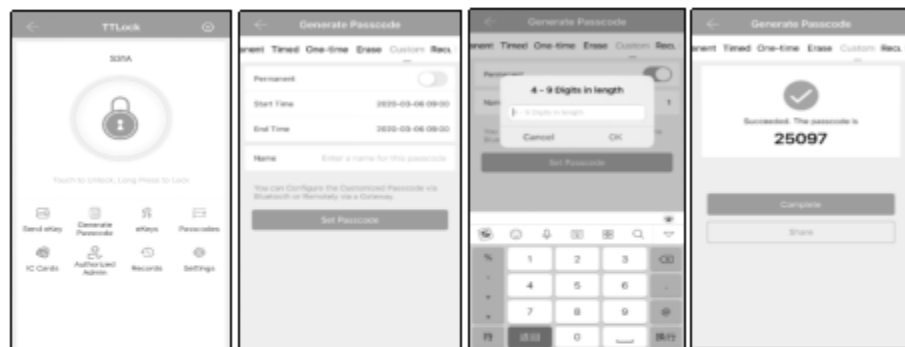 TTLock
S31A
Touch to Unlock, Long Press to Lock
Send eKey
Generate Passcode
eKeys
Passcodes
IC Cards
Authorized Admin
Records
Settings
Generate Passcode
anent Timed One-time Erase Custom Recu
Permanent
Start Time 2020-03-06 09:00
End Time 2020-03-06 09:00
Name Enter a name for this passcode
You can Configure the Customized Passcode via
Bluetooth or Remotely via a Gateway.
Set Passcode
Generate Passcode
anent Timed One-time Erase Custom Recu
4 - 9 Digits in length
4 - 9 Digits in length
Cancel OK
Set Passcode
% 1 2 3
4 5 6
7 8 9 @
符 返回 0 换行
Generate Passcode
anent Timed One-time Erase Custom Recu
Succeeded. The passcode is
25097
Complete
Share